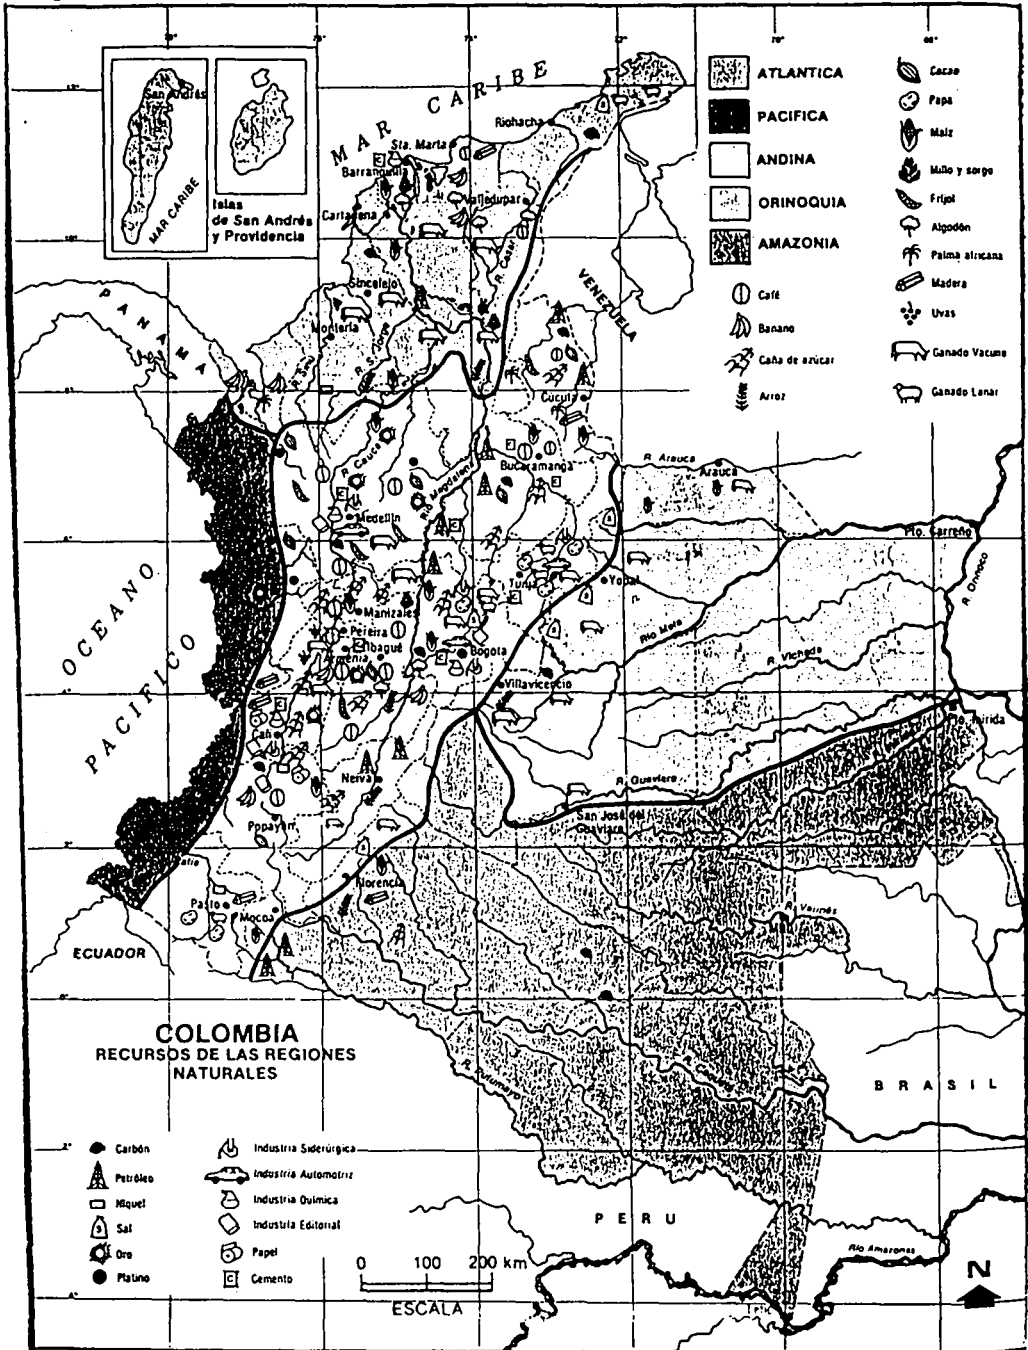 MAR CARIBE
San Andrés
MAR CARIBE
Islas
de San Andrés
y Providencia
ATLANTICA
PACIFICA
ANDINA
ORINOQUIA
AMAZONIA
Café
Banano
Caña de azúcar
Arroz
Cacao
Papa
Maíz
Millo y sorgo
Frijol
Algodón
Palma africana
Madera
Uvas
Ganado Vacuno
Ganado Lanar
Riohacha
Sta. Marta
Barranquilla
Valledupar
Cartagena
R. Cesar
Sincelejo
Montería
R. Sinú
R. S. Jorge
VENEZUELA
PANAMA
Cúcuta
R. Cauca
Bucaramanga
Río Magdalena
R. Arauca
Arauca
Medellín
Pto. Carreño
R. Orinoco
OCEANO
PACIFICO
Tunja
Yopal
Manizales
Río Meta
Pereira
Ibagué
Armenia
Bogotá
R. Vichada
Villavicencio
Cali
Pto. Inírida
Neiva
R. Guaviare
San José del
Guaviare
Popayán
Patía
Florencia
Pasto
Mocoa
R. Vaupés
Mitú
ECUADOR
COLOMBIA
RECURSOS DE LAS REGIONES
NATURALES
R. Putumayo
R. Caquetá
BRASIL
Carbón
Petróleo
Níquel
Sal
Oro
Platino
Industria Siderúrgica
Industria Automotriz
Industria Química
Industria Editorial
Papel
Cemento
PERU
Río Amazonas
0 100 200 km
ESCALA
N